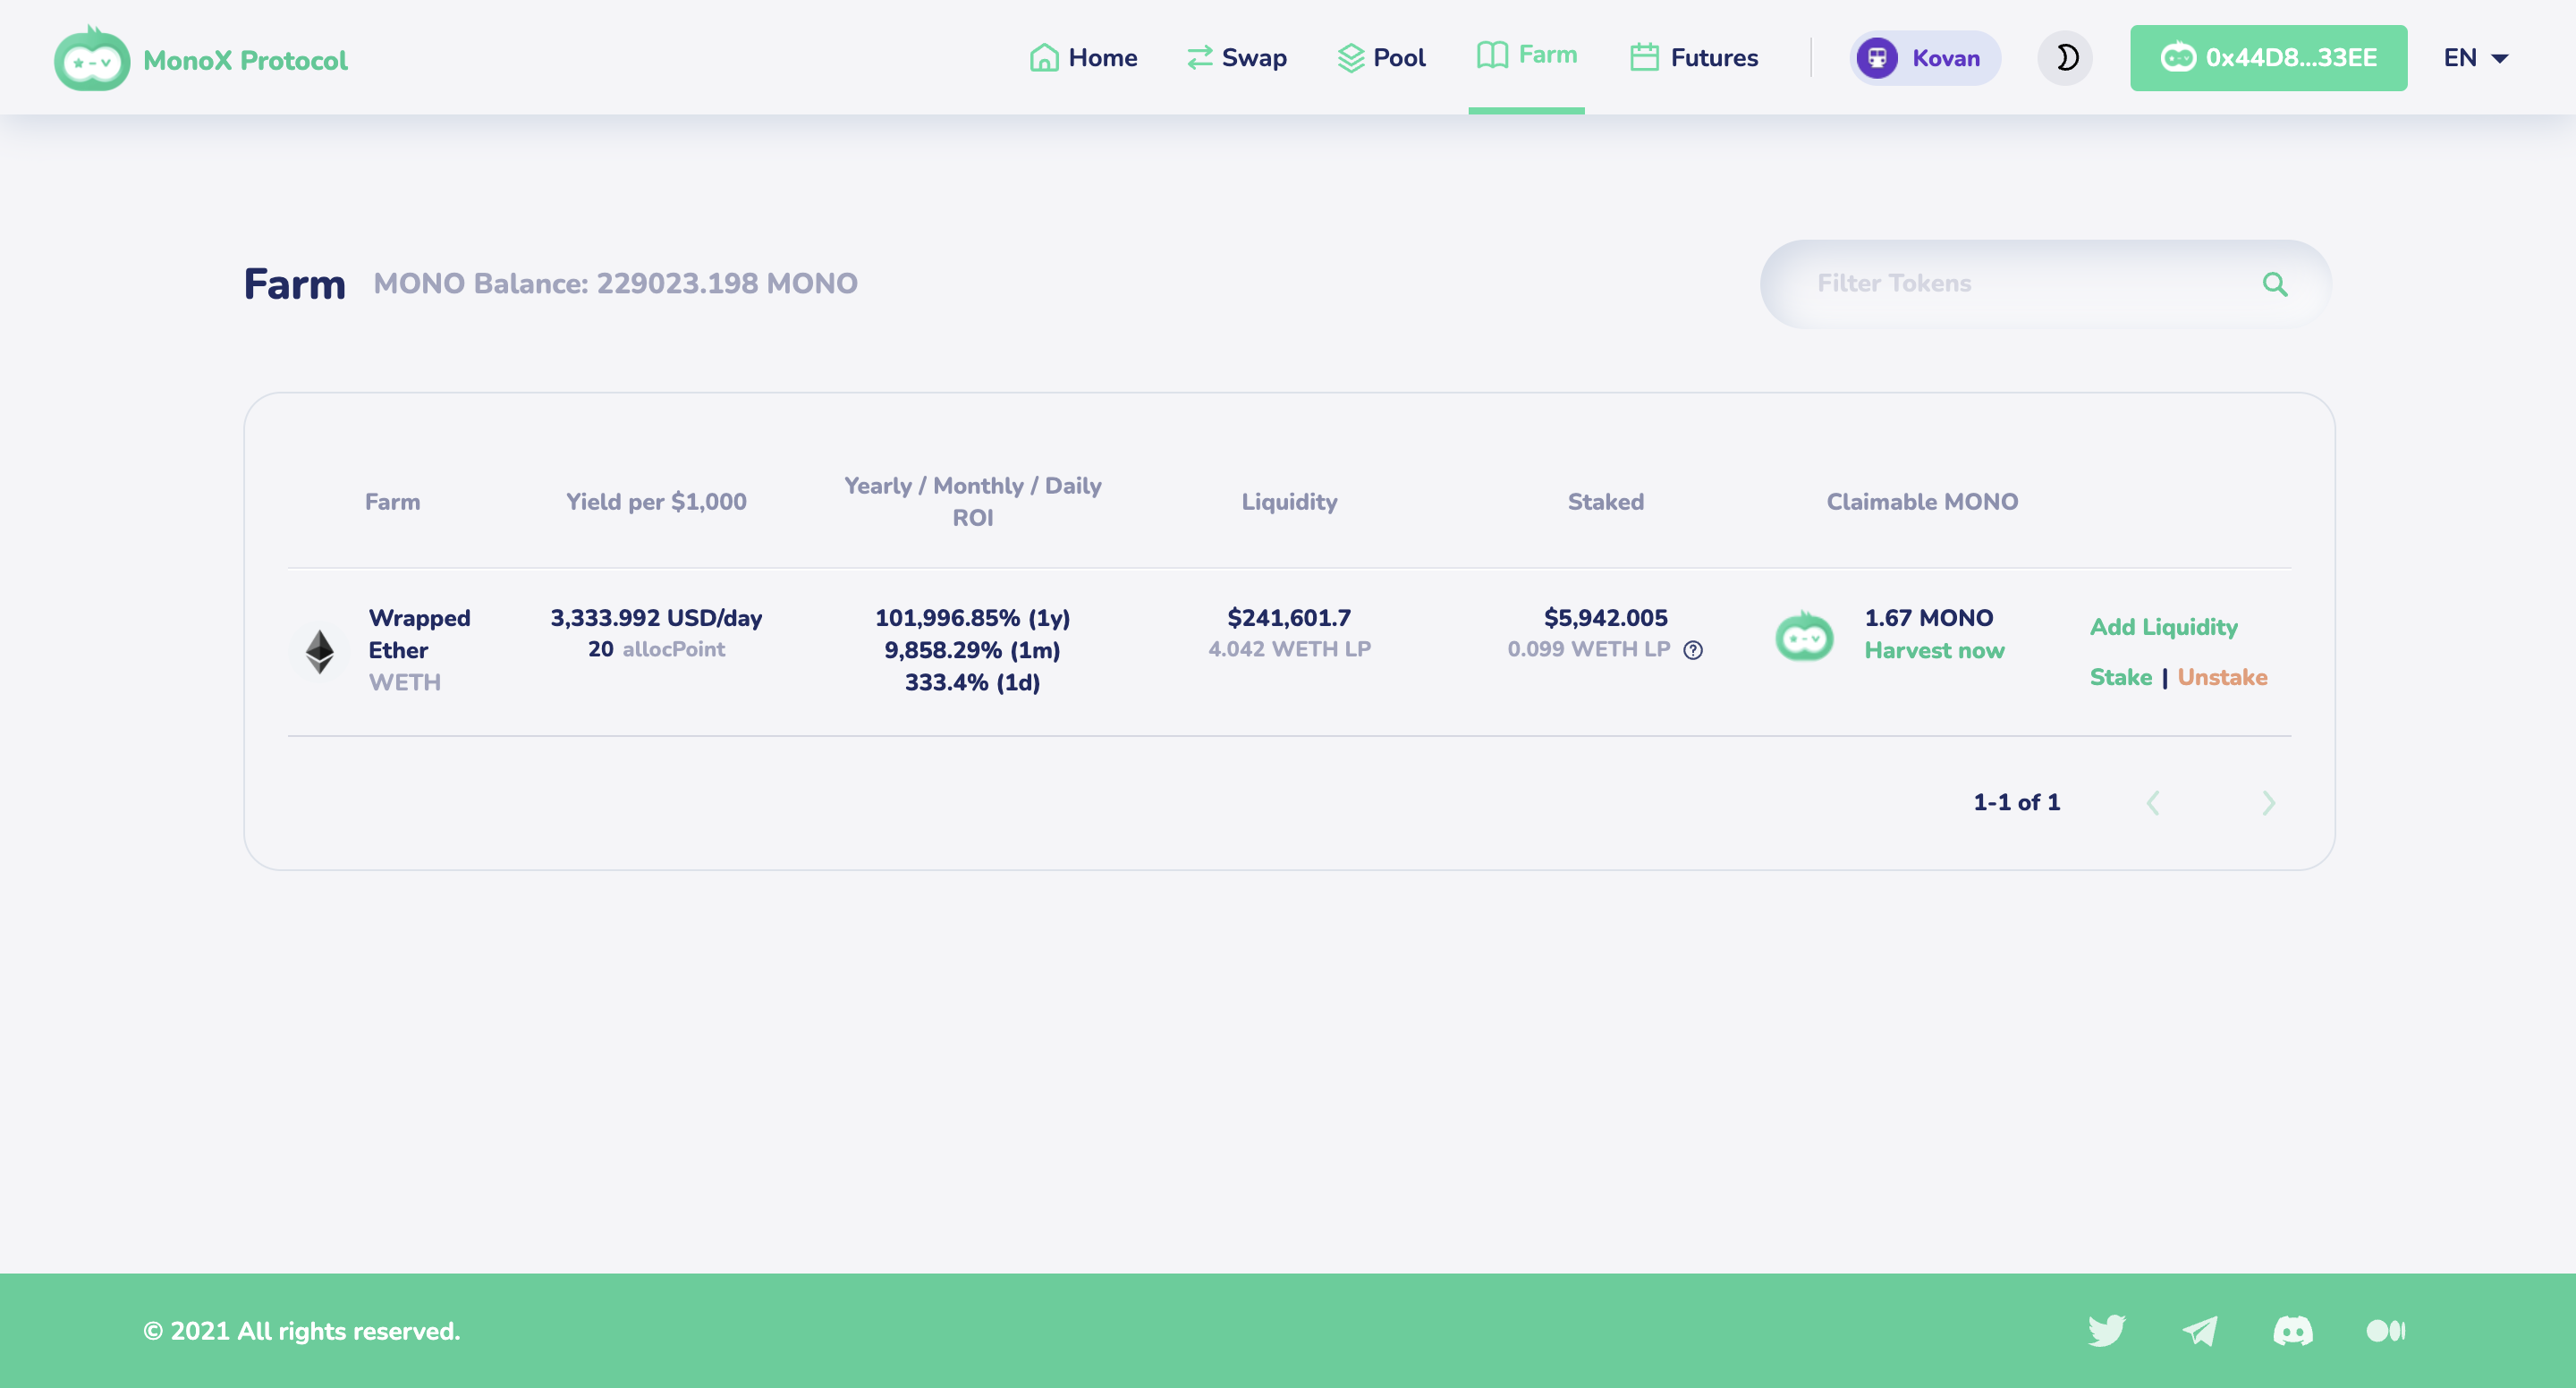 MonoX Protocol
Home
Swap
Pool
Farm
Futures
Kovan
0x44D8...33EE
EN
Farm
MONO Balance: 229023.198 MONO
Filter Tokens
Farm
Yield per $1,000
Yearly / Monthly / Daily
ROI
Liquidity
Staked
Claimable MONO
Wrapped
Ether
WETH
3,333.992 USD/day
20 allocPoint
101,996.85% (1y)
9,858.29% (1m)
333.4% (1d)
$241,601.7
4.042 WETH LP
$5,942.005
0.099 WETH LP
1.67 MONO
Harvest now
Add Liquidity
Stake | Unstake
1-1 of 1
© 2021 All rights reserved.